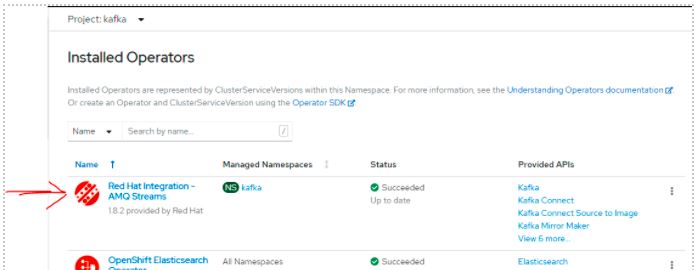 Project: kafka
Installed Operators
Installed Operators are represented by ClusterServiceVersions within this Namespace. For more information, see the Understanding Operators documentation.
Or create an Operator and ClusterServiceVersion using the Operator SDK
Name Search by name... /
Name Managed Namespaces Status Provided APIs
Red Hat Integration - AMQ Streams
1.8.2 provided by Red Hat
NS kafka
Succeeded
Up to date
Kafka
Kafka Connect
Kafka Connect Source to Image
Kafka Mirror Maker
View 6 more...
OpenShift Elasticsearch
Operator
All Namespaces
Succeeded
Elasticsearch